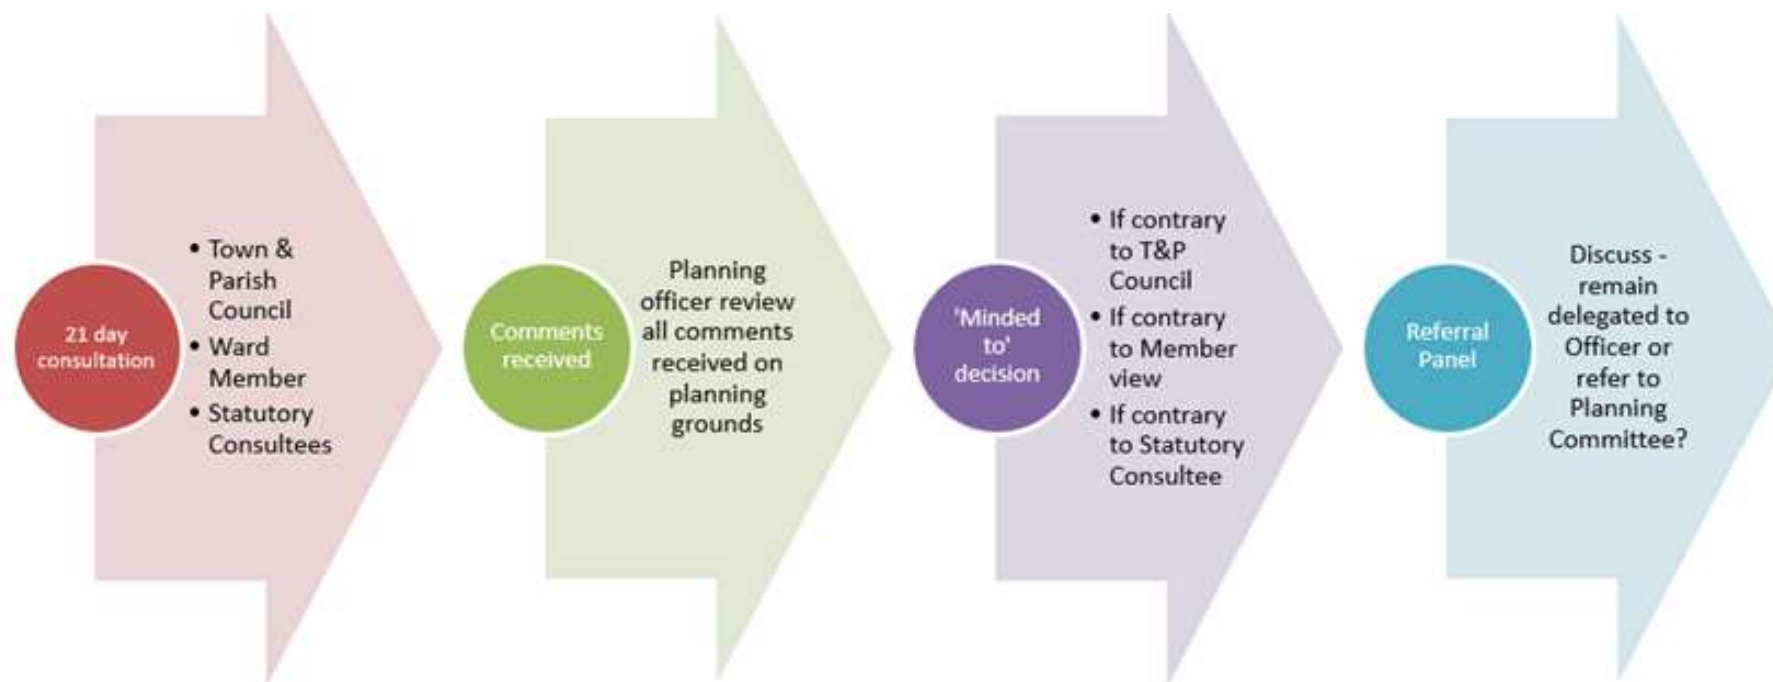 21 day
consultation
• Town &
Parish
Council
• Ward
Member
• Statutory
Consultees
Comments
received
Planning
officer review
all comments
received on
planning
grounds
'Minded
to'
decision
• If contrary
to T&P
Council
• If contrary
to Member
view
• If contrary
to Statutory
Consultee
Referral
Panel
Discuss -
remain
delegated to
Officer or
refer to
Planning
Committee?